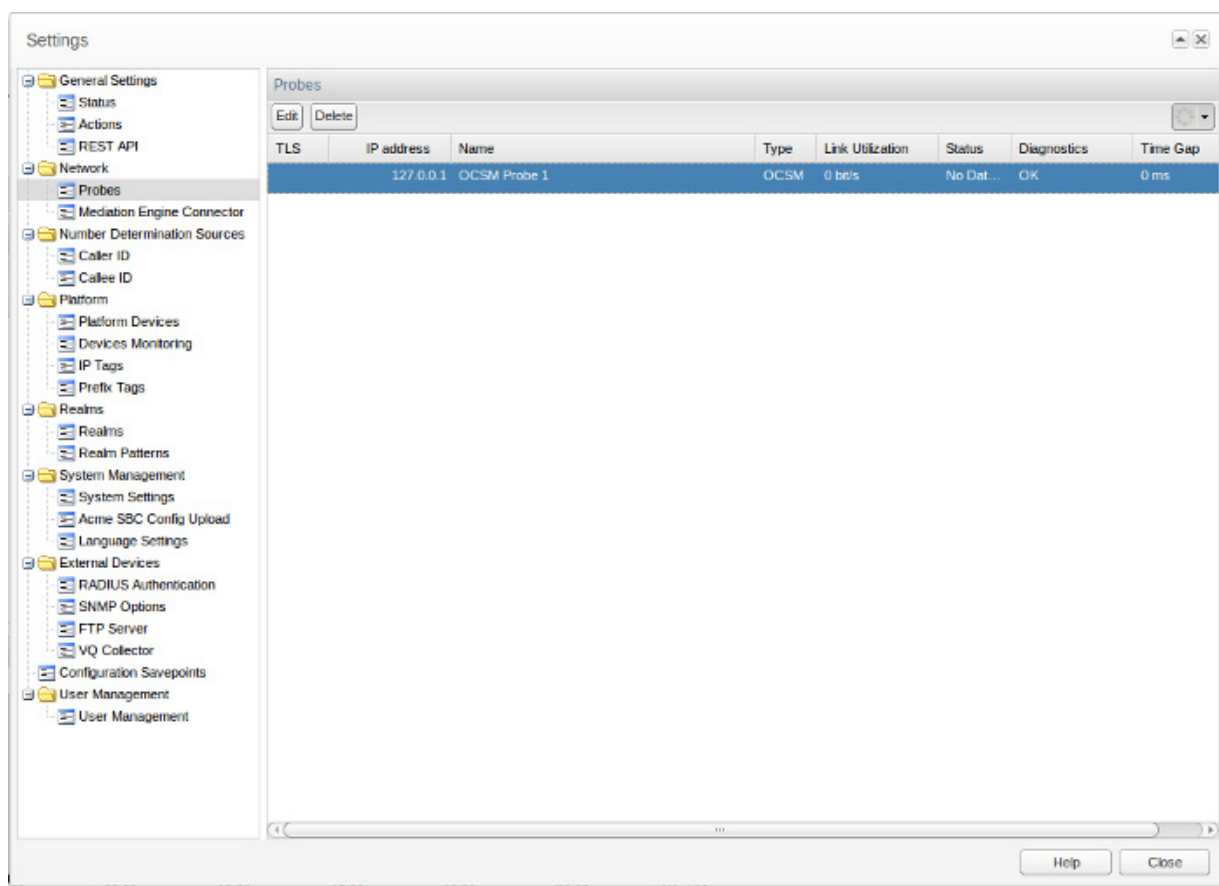 Settings
General Settings
Status
Actions
REST API
Network
Probes
Mediation Engine Connector
Number Determination Sources
Caller ID
Callee ID
Platform
Platform Devices
Devices Monitoring
IP Tags
Prefix Tags
Realms
Realms
Realm Patterns
System Management
System Settings
Acme SBC Config Upload
Language Settings
External Devices
RADIUS Authentication
SNMP Options
FTP Server
VQ Collector
Configuration Savepoints
User Management
User Management
Probes
Edit Delete
TLS IP address Name Type Link Utilization Status Diagnostics Time Gap
127.0.0.1 OCSM Probe 1 OCSM 0 bit/s No Dat... OK 0 ms
Help Close